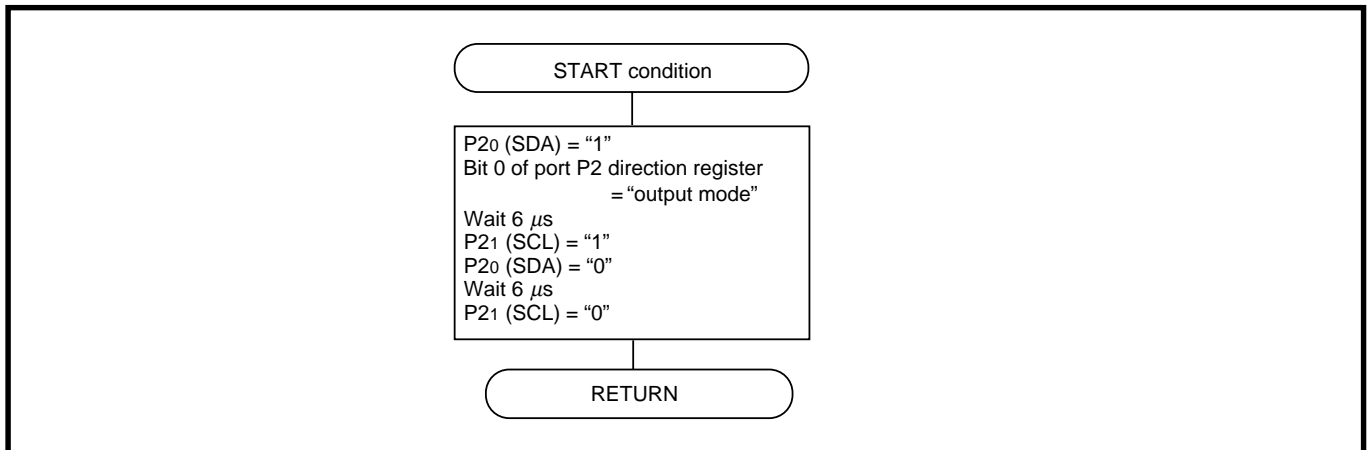 START condition
P20 (SDA) = “1”
Bit 0 of port P2 direction register
= “output mode”
Wait 6 μs
P21 (SCL) = “1”
P20 (SDA) = “0”
Wait 6 μs
P21 (SCL) = “0”
RETURN